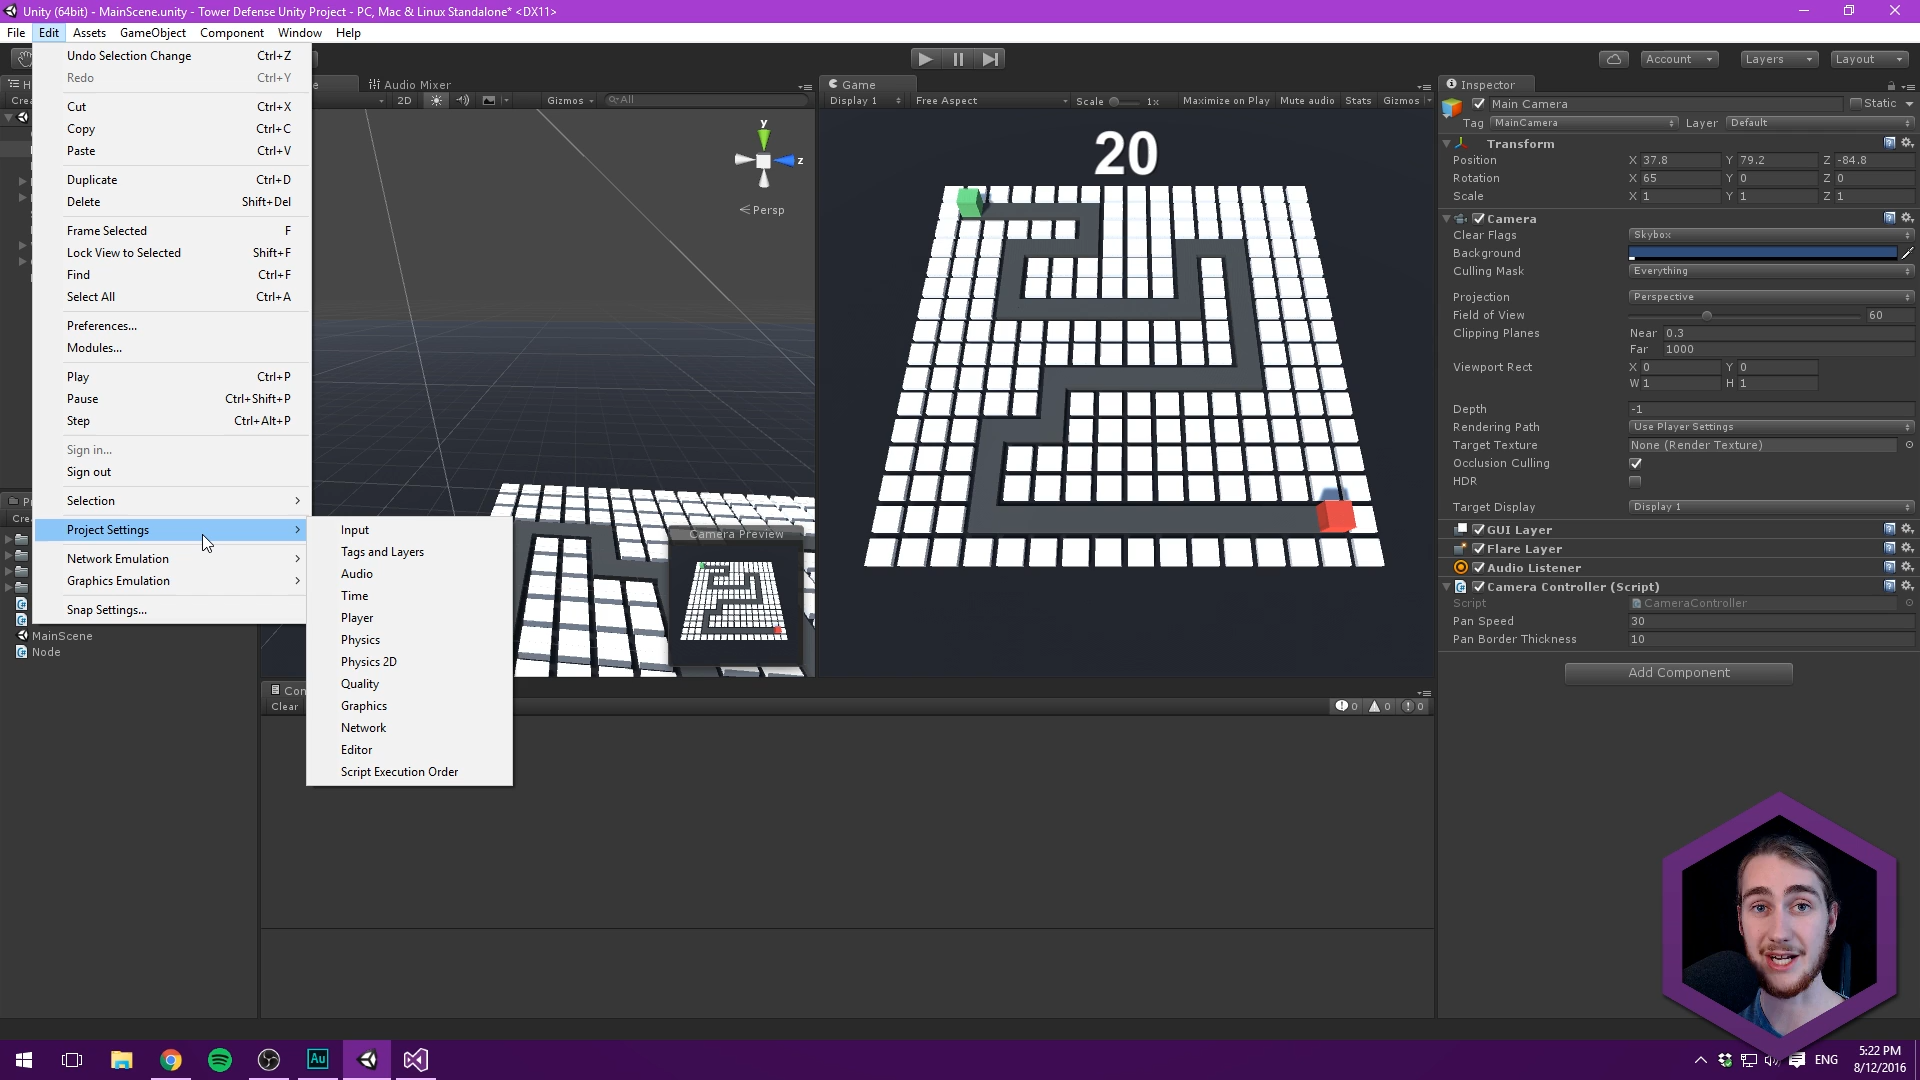 Unity (64bit) - MainScene.unity - Tower Defense Unity Project - PC, Mac & Linux Standalone* <DX11>
File Edit Assets GameObject Component Window Help
Undo Selection Change Ctrl+Z
Redo Ctrl+Y
Cut Ctrl+X
Copy Ctrl+C
Paste Ctrl+V
Duplicate Ctrl+D
Delete Shift+Del
Frame Selected F
Lock View to Selected Shift+F
Find Ctrl+F
Select All Ctrl+A
Preferences...
Modules...
Play Ctrl+P
Pause Ctrl+Shift+P
Step Ctrl+Alt+P
Sign in...
Sign out
Selection
Project Settings
Network Emulation
Graphics Emulation
Snap Settings...
Input
Tags and Layers
Audio
Time
Player
Physics
Physics 2D
Quality
Graphics
Network
Editor
Script Execution Order
MainScene
Node
Audio Mixer
2D Gizmos All
y
z
Persp
Camera Preview
Con
Clear
0 0 0
Game
Display 1 Free Aspect Scale 1x Maximize on Play Mute audio Stats Gizmos
20
Account Layers Layout
Inspector
Main Camera Static
Tag MainCamera Layer Default
Transform
Position X 37.8 Y 79.2 Z -84.8
Rotation X 65 Y 0 Z 0
Scale X 1 Y 1 Z 1
Camera
Clear Flags Skybox
Background
Culling Mask Everything
Projection Perspective
Field of View 60
Clipping Planes Near 0.3
Far 1000
Viewport Rect X 0 Y 0
W 1 H 1
Depth -1
Rendering Path Use Player Settings
Target Texture None (Render Texture)
Occlusion Culling
HDR
Target Display Display 1
GUI Layer
Flare Layer
Audio Listener
Camera Controller (Script)
Script CameraController
Pan Speed 30
Pan Border Thickness 10
Add Component
Au
ENG
5:22 PM
8/12/2016